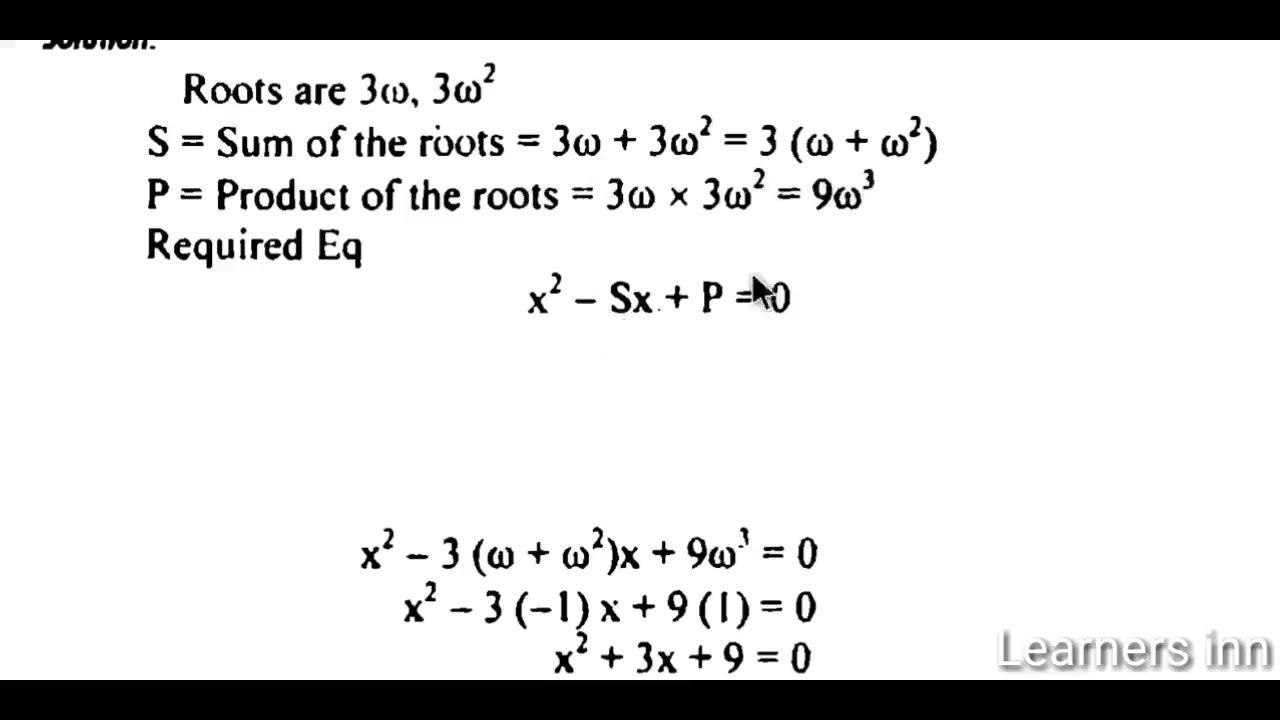 Solution:
Roots are 3ω, 3ω²
S = Sum of the roots = 3ω + 3ω² = 3 (ω + ω²)
P = Product of the roots = 3ω × 3ω² = 9ω³
Required Eq
x² – Sx + P = 0
x² – 3 (ω + ω²)x + 9ω³ = 0
x² – 3 (–1) x + 9 (1) = 0
x² + 3x + 9 = 0
Learners inn